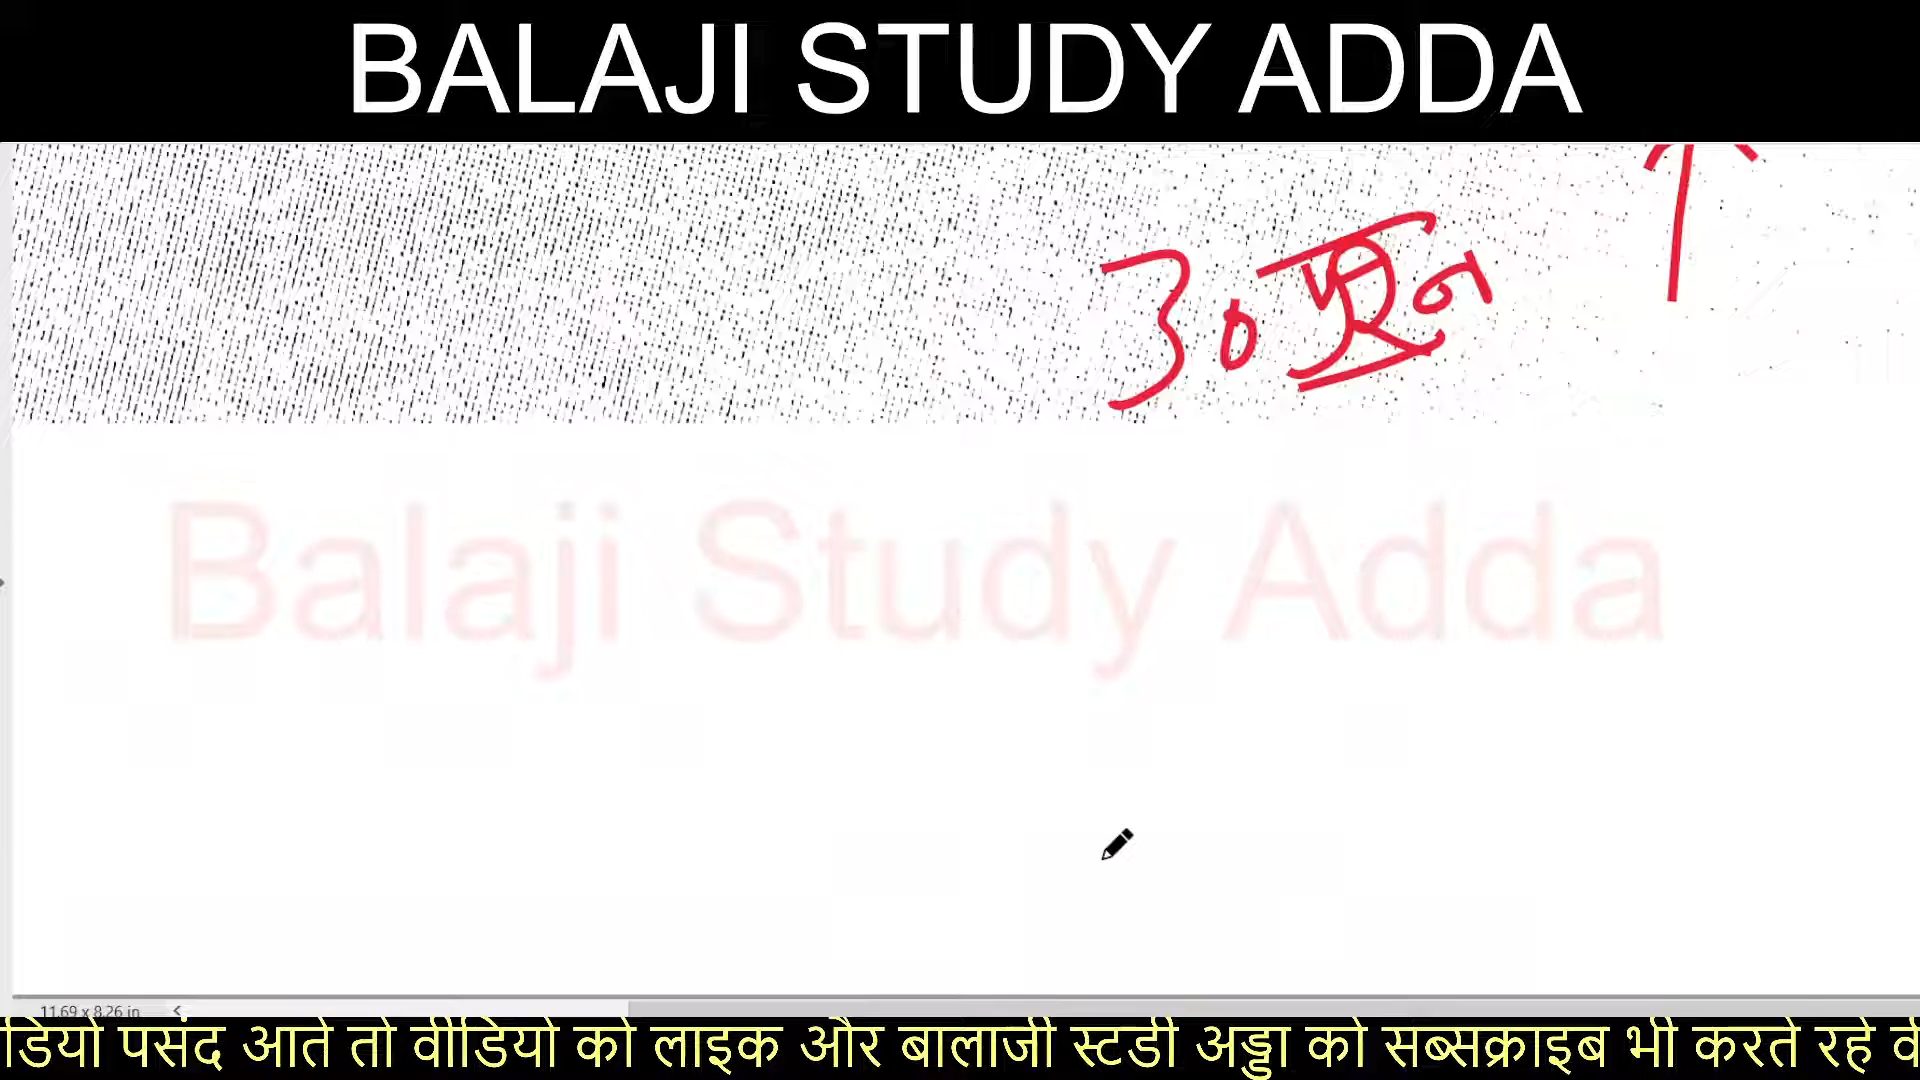 BALAJI STUDY ADDA
30 प्रश्न
Balaji Study Adda
11.69 x 8.26 in
डियो पसंद आते तो वीडियो को लाइक और बालाजी स्टडी अड्डा को सब्सक्राइब भी करते रहे वी